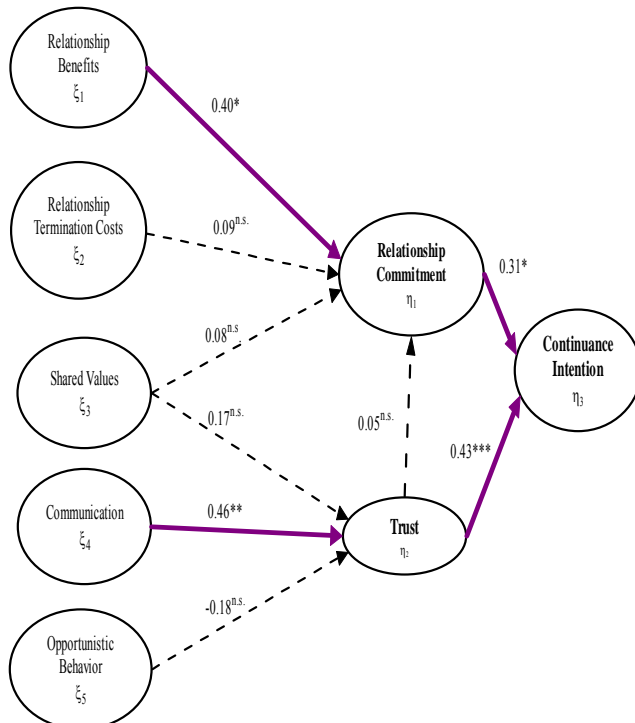 Relationship
Benefits
ξ1
0.40*
Relationship
Termination Costs
ξ2
0.09n.s.
Relationship
Commitment
η1
0.31*
0.08n.s
Shared Values
ξ3
0.17n.s.
0.05n.s.
Continuance
Intention
η3
0.43***
Communication
ξ4
0.46**
Trust
η2
-0.18n.s.
Opportunistic
Behavior
ξ5